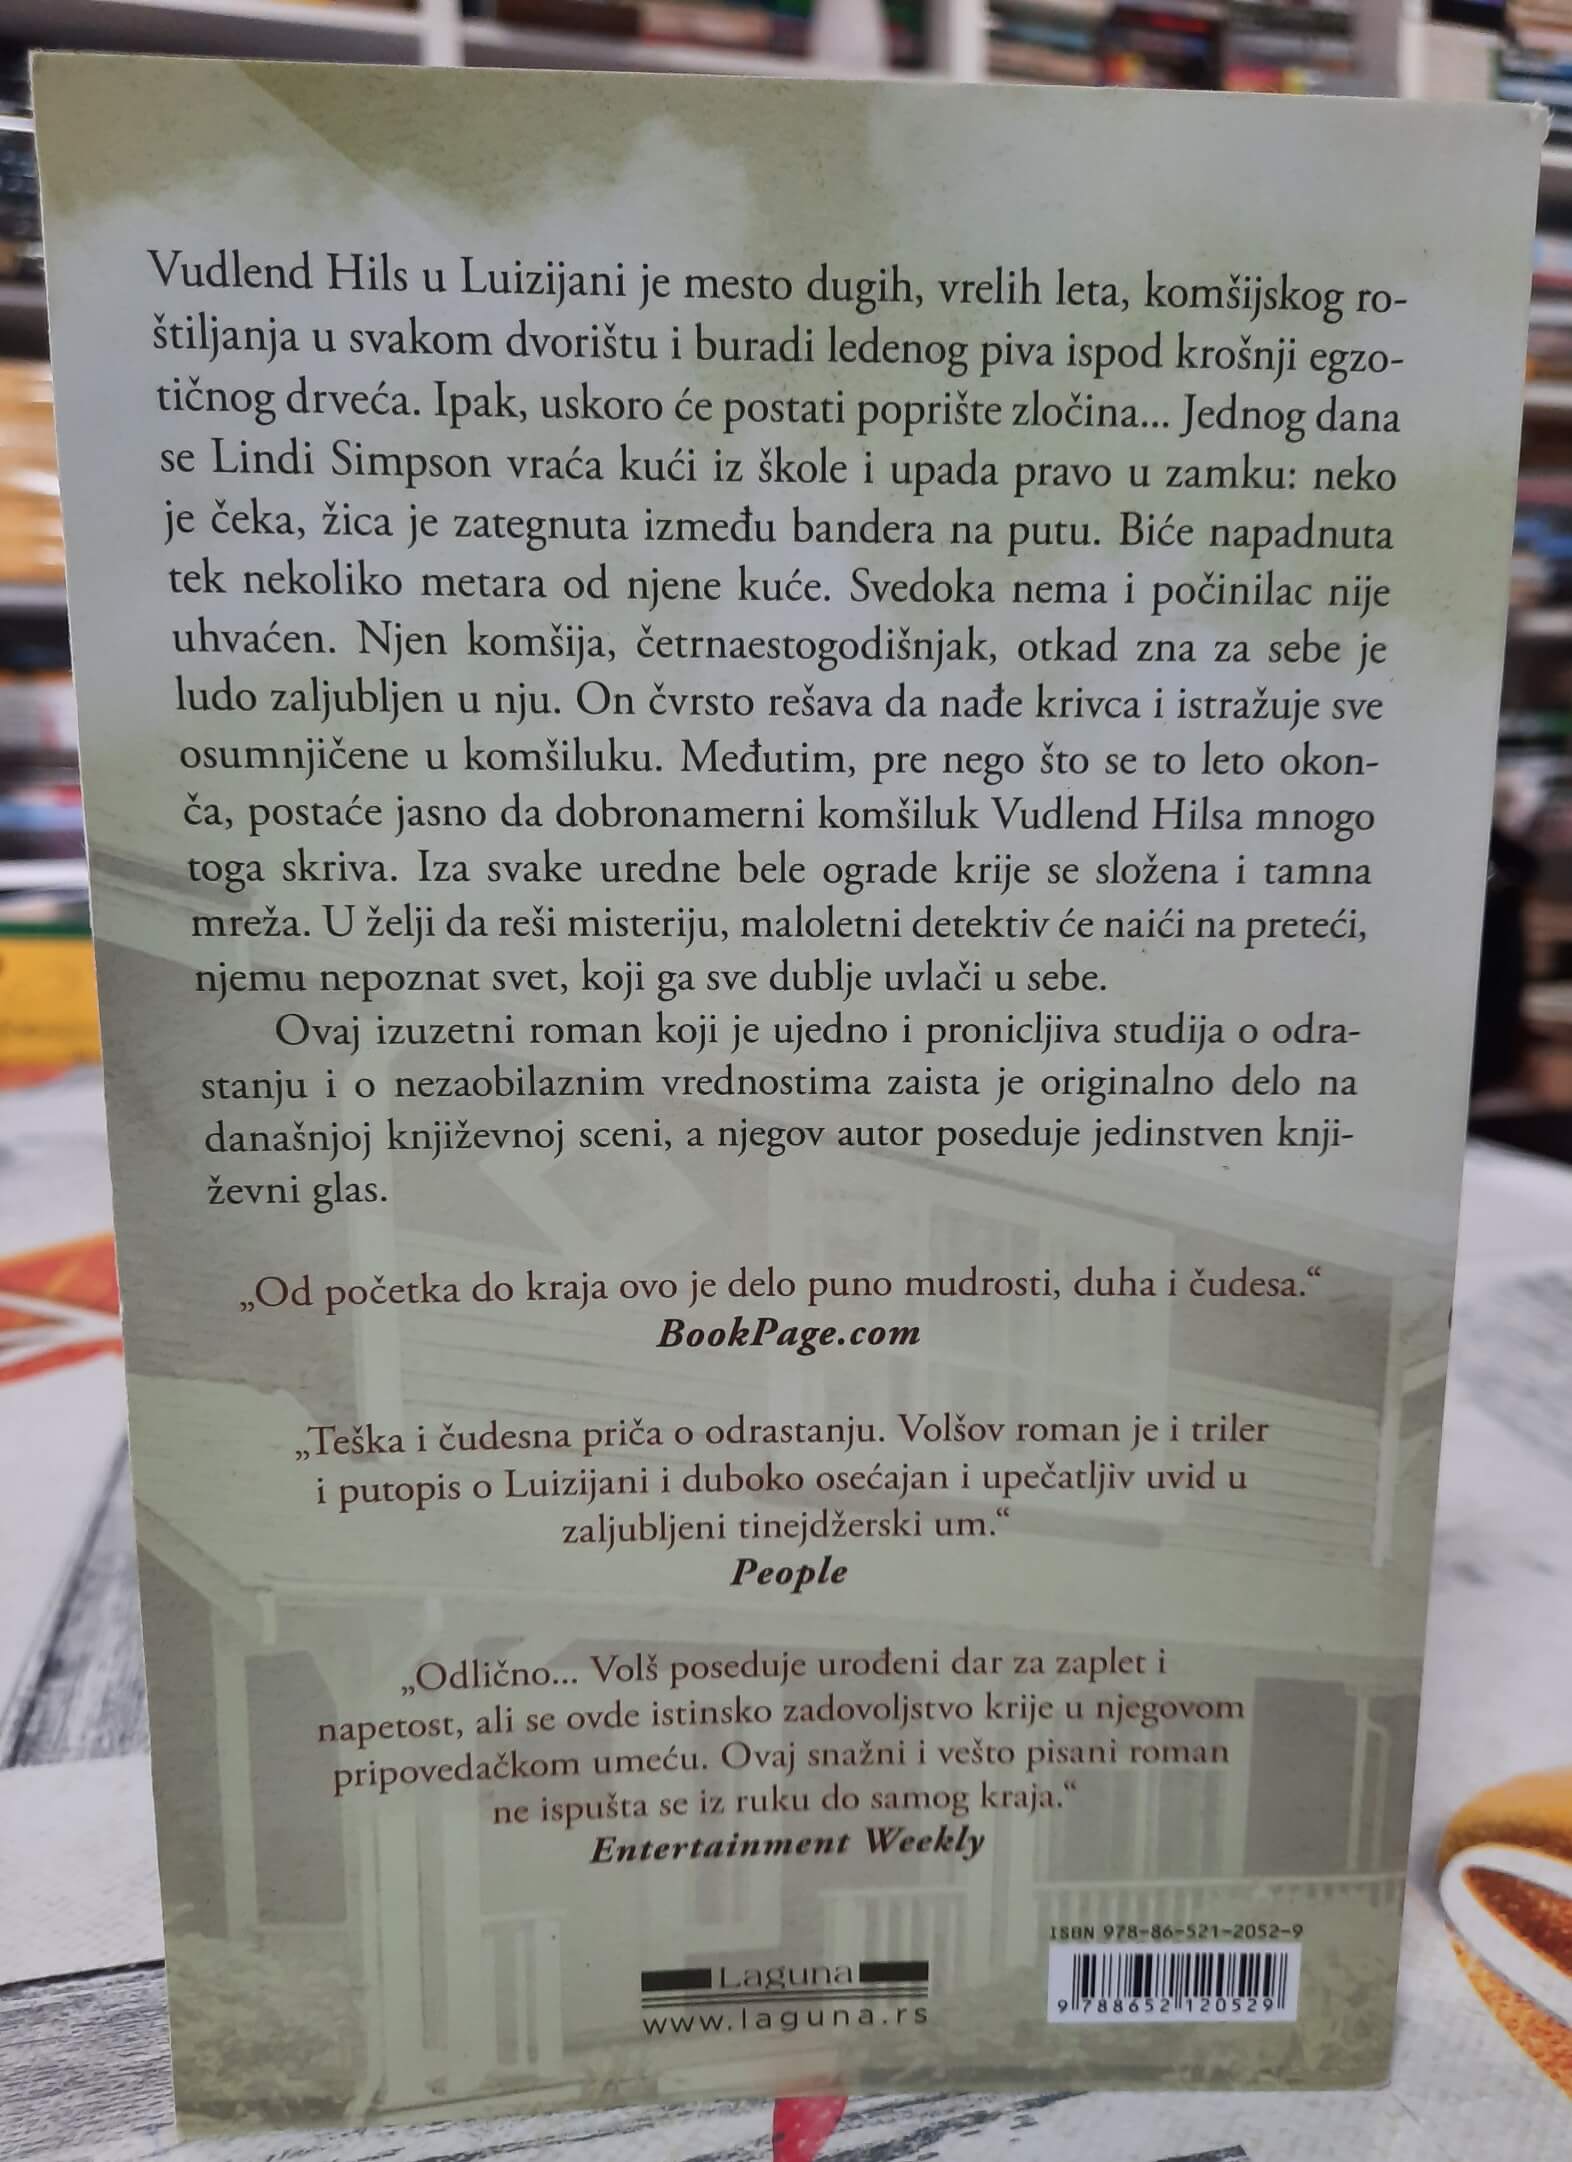 Vudlend Hils u Luizijani je mesto dugih, vrelih leta, komšijskog ro-
štiljanja u svakom dvorištu i buradi ledenog piva ispod krošnji egzo-
tičnog drveća. Ipak, uskoro će postati poprište zločina... Jednog dana
se Lindi Simpson vraća kući iz škole i upada pravo u zamku: neko
je čeka, žica je zategnuta između bandera na putu. Biće napadnuta
tek nekoliko metara od njene kuće. Svedoka nema i počinilac nije
uhvaćen. Njen komšija, četrnaestogodišnjak, otkad zna za sebe je
ludo zaljubljen u nju. On čvrsto rešava da nađe krivca i istražuje sve
osumnjičene u komšiluku. Međutim, pre nego što se to leto okon-
ča, postaće jasno da dobronamerni komšiluk Vudlend Hilsa mnogo
toga skriva. Iza svake uredne bele ograde krije se složena i tamna
mreža. U želji da reši misteriju, maloletni detektiv će naići na preteći,
njemu nepoznat svet, koji ga sve dublje uvlači u sebe.
Ovaj izuzetni roman koji je ujedno i pronicljiva studija o odra-
stanju i o nezaobilaznim vrednostima zaista je originalno delo na
današnjoj književnoj sceni, a njegov autor poseduje jedinstven knji-
ževni glas.
„Od početka do kraja ovo je delo puno mudrosti, duha i čudesa.“
BookPage.com
„Teška i čudesna priča o odrastanju. Volšov roman je i triler
i putopis o Luizijani i duboko osećajan i upečatljiv uvid u
zaljubljeni tinejdžerski um.“
People
„Odlično... Volš poseduje urođeni dar za zaplet i
napetost, ali se ovde istinsko zadovoljstvo krije u njegovom
pripovedačkom umeću. Ovaj snažni i vešto pisani roman
ne ispušta se iz ruku do samog kraja.“
Entertainment Weekly
ISBN 978-86-521-2052-9
9 788652 120529
Laguna
www.laguna.rs